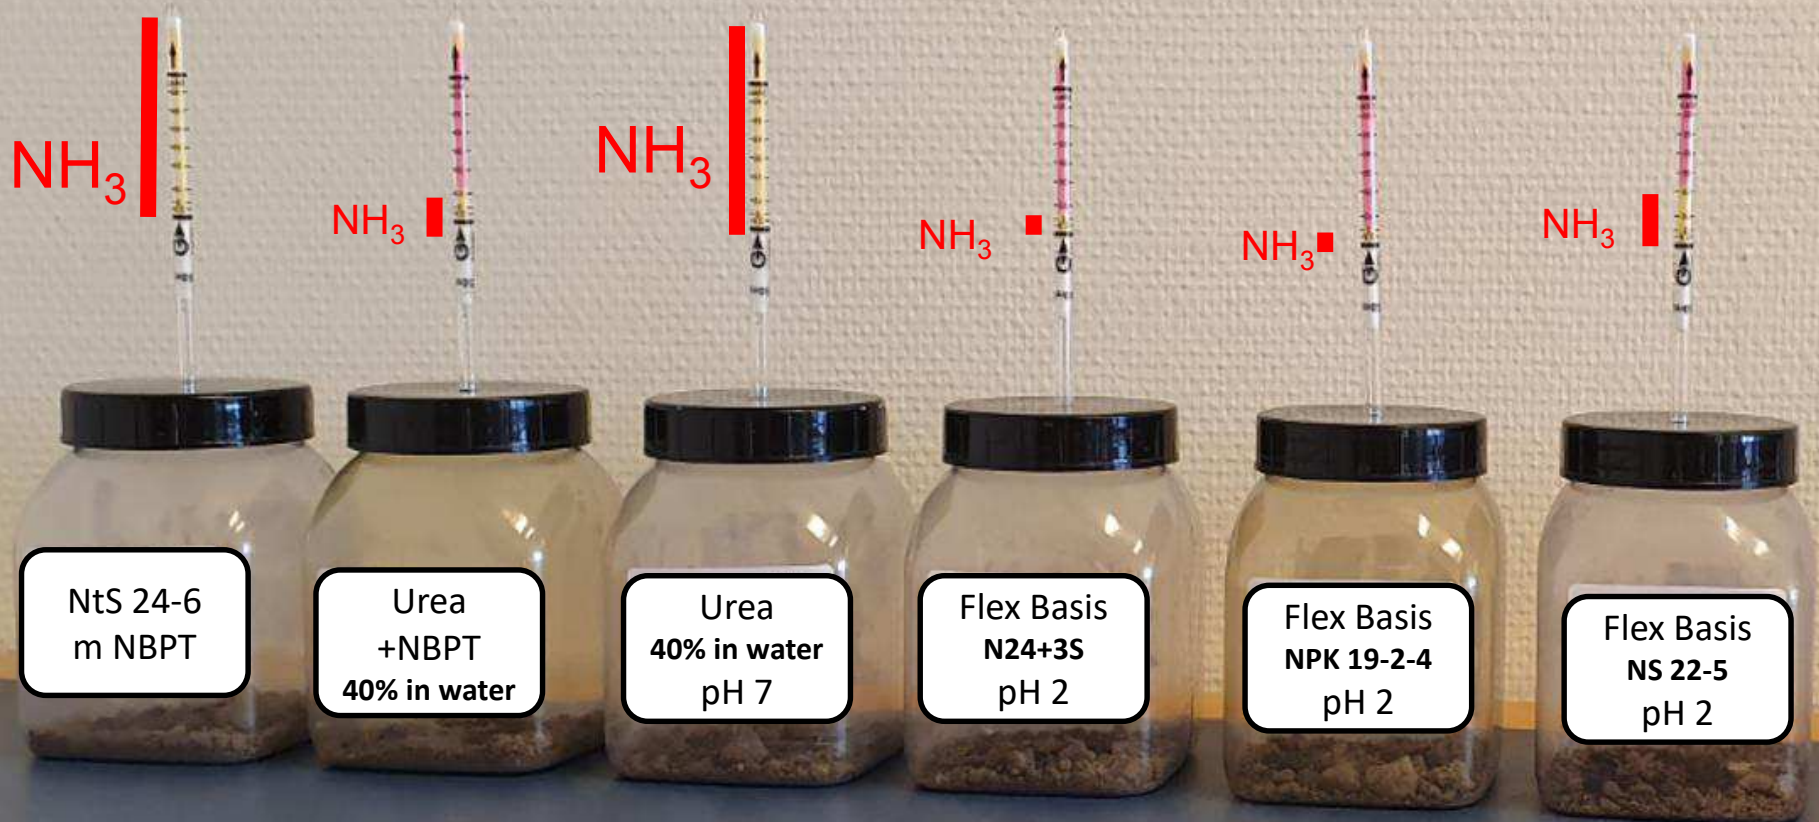 NH₃
NH₃
NH₃
NH₃
NH₃
NH₃
G
G
G
G
G
G
NtS 24-6
m NBPT
Urea
+NBPT
40% in water
Urea
40% in water
pH 7
Flex Basis
N24+3S
pH 2
Flex Basis
NPK 19-2-4
pH 2
Flex Basis
NS 22-5
pH 2